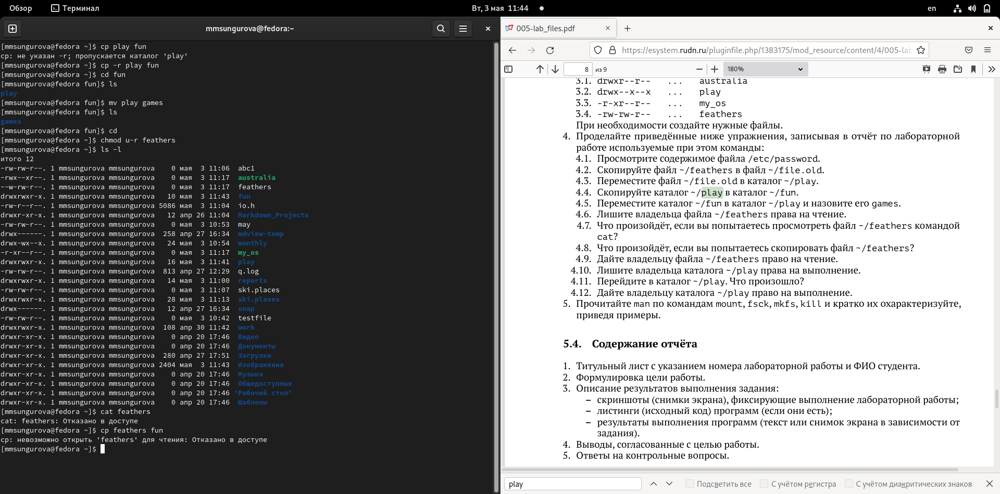 Обзор
Терминал
Вт, 3 мая 11:44
en
mmsungurova@fedora:~
[mmsungurova@fedora ~]$ cp play fun
cp: не указан -r; пропускается каталог 'play'
[mmsungurova@fedora ~]$ cp -r play fun
[mmsungurova@fedora ~]$ cd fun
[mmsungurova@fedora fun]$ ls
play
[mmsungurova@fedora fun]$ mv play games
[mmsungurova@fedora fun]$ ls
games
[mmsungurova@fedora fun]$ cd
[mmsungurova@fedora ~]$ chmod u-r feathers
[mmsungurova@fedora ~]$ ls -l
итого 12
-rw-rw-r--. 1 mmsungurova mmsungurova    0 мая  3 11:06  abc1
-rwx--xr--. 1 mmsungurova mmsungurova    0 мая  3 11:17  australia
--w-rw-r--. 1 mmsungurova mmsungurova    0 мая  3 11:17  feathers
drwxrwxr-x. 1 mmsungurova mmsungurova   10 мая  3 11:43  fun
-rw-r--r--. 1 mmsungurova mmsungurova 5086 мая  3 11:04  io.h
drwxr-xr-x. 1 mmsungurova mmsungurova   12 апр 26 11:04  Markdown_Projects
-rw-rw-r--. 1 mmsungurova mmsungurova    0 мая  3 10:53  may
drwx------. 1 mmsungurova mmsungurova  258 апр 27 16:34  mdview-temp
drwx-wx--x. 1 mmsungurova mmsungurova   24 мая  3 10:54  monthly
-r-xr--r--. 1 mmsungurova mmsungurova    0 мая  3 11:17  my_os
drwxrwxr-x. 1 mmsungurova mmsungurova   16 мая  3 11:41  play
-rw-rw-r--. 1 mmsungurova mmsungurova  813 апр 27 12:29  q.log
drwxrwxr-x. 1 mmsungurova mmsungurova   14 мая  3 11:00  reports
-rw-rw-r--. 1 mmsungurova mmsungurova    0 мая  3 11:07  ski.places
drwxrwxr-x. 1 mmsungurova mmsungurova   28 мая  3 11:13  ski.plases
drwx------. 1 mmsungurova mmsungurova   12 апр 27 16:34  snap
-rw-rw-r--. 1 mmsungurova mmsungurova    0 мая  3 10:42  testfile
drwxrwxr-x. 1 mmsungurova mmsungurova  108 апр 30 11:42  work
drwxr-xr-x. 1 mmsungurova mmsungurova    0 апр 20 17:46  Видео
drwxr-xr-x. 1 mmsungurova mmsungurova    0 апр 20 17:46  Документы
drwxr-xr-x. 1 mmsungurova mmsungurova  280 апр 27 17:51  Загрузки
drwxr-xr-x. 1 mmsungurova mmsungurova 2404 мая  3 11:43  Изображения
drwxr-xr-x. 1 mmsungurova mmsungurova    0 апр 20 17:46  Музыка
drwxr-xr-x. 1 mmsungurova mmsungurova    0 апр 20 17:46  Общедоступные
drwxr-xr-x. 1 mmsungurova mmsungurova    0 апр 20 17:46 'Рабочий стол'
drwxr-xr-x. 1 mmsungurova mmsungurova    0 апр 20 17:46  Шаблоны
[mmsungurova@fedora ~]$ cat feathers
cat: feathers: Отказано в доступе
[mmsungurova@fedora ~]$ cp feathers fun
cp: невозможно открыть 'feathers' для чтения: Отказано в доступе
[mmsungurova@fedora ~]$
005-lab_files.pdf
https://esystem.rudn.ru/pluginfile.php/1383175/mod_resource/content/4/005-lab
8 из 9
180%
3.1. drwxr--r-- ... australia
3.2. drwx--x--x ... play
3.3. -r-xr--r-- ... my_os
3.4. -rw-rw-r-- ... feathers
При необходимости создайте нужные файлы.
4. Проделайте приведённые ниже упражнения, записывая в отчёт по лабораторной
работе используемые при этом команды:
4.1. Просмотрите содержимое файла /etc/password.
4.2. Скопируйте файл ~/feathers в файл ~/file.old.
4.3. Переместите файл ~/file.old в каталог ~/play.
4.4. Скопируйте каталог ~/play в каталог ~/fun.
4.5. Переместите каталог ~/fun в каталог ~/play и назовите его games.
4.6. Лишите владельца файла ~/feathers права на чтение.
4.7. Что произойдёт, если вы попытаетесь просмотреть файл ~/feathers командой
cat?
4.8. Что произойдёт, если вы попытаетесь скопировать файл ~/feathers?
4.9. Дайте владельцу файла ~/feathers право на чтение.
4.10. Лишите владельца каталога ~/play права на выполнение.
4.11. Перейдите в каталог ~/play. Что произошло?
4.12. Дайте владельцу каталога ~/play право на выполнение.
5. Прочитайте man по командам mount, fsck, mkfs, kill и кратко их охарактеризуйте,
приведя примеры.
5.4. Содержание отчёта
1. Титульный лист с указанием номера лабораторной работы и ФИО студента.
2. Формулировка цели работы.
3. Описание результатов выполнения задания:
– скриншоты (снимки экрана), фиксирующие выполнение лабораторной работы;
– листинги (исходный код) программ (если они есть);
– результаты выполнения программ (текст или снимок экрана в зависимости от
задания).
4. Выводы, согласованные с целью работы.
5. Ответы на контрольные вопросы.
play
Подсветить все
С учётом регистра
С учётом диакритических знаков